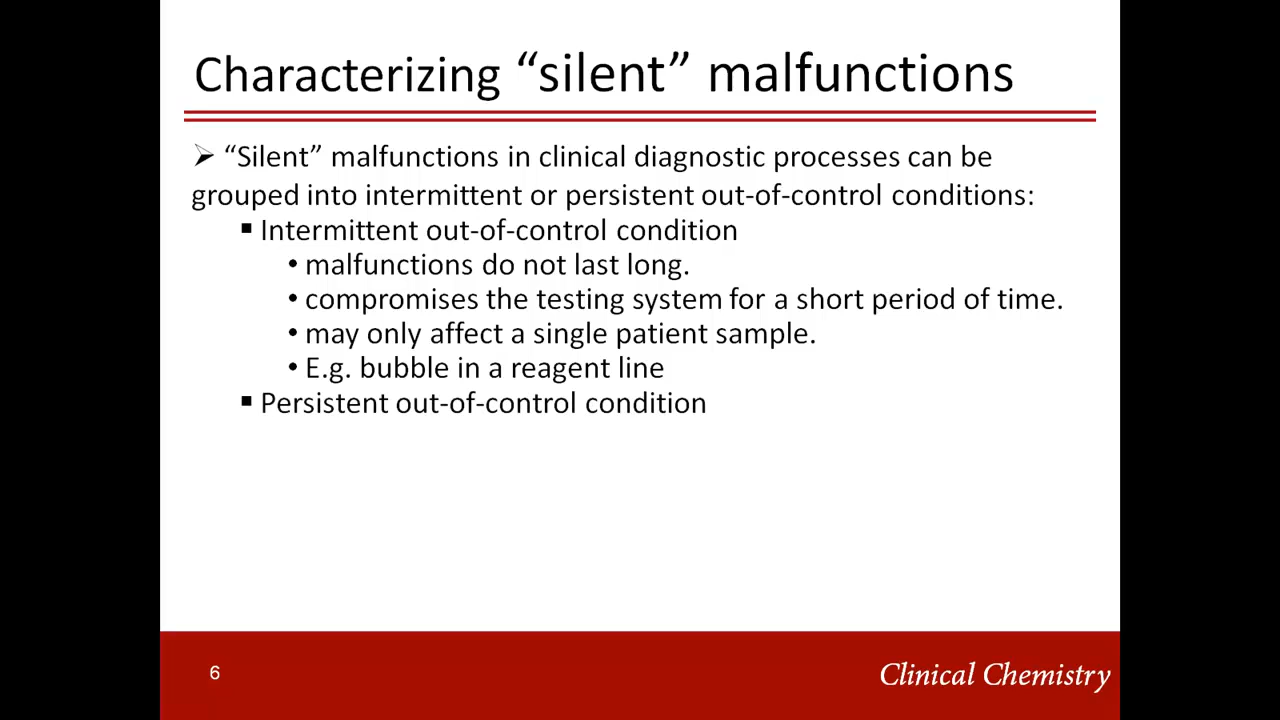 Characterizing “silent” malfunctions
➢ “Silent” malfunctions in clinical diagnostic processes can be
grouped into intermittent or persistent out-of-control conditions:
▪ Intermittent out-of-control condition
• malfunctions do not last long.
• compromises the testing system for a short period of time.
• may only affect a single patient sample.
• E.g. bubble in a reagent line
▪ Persistent out-of-control condition
6
Clinical Chemistry